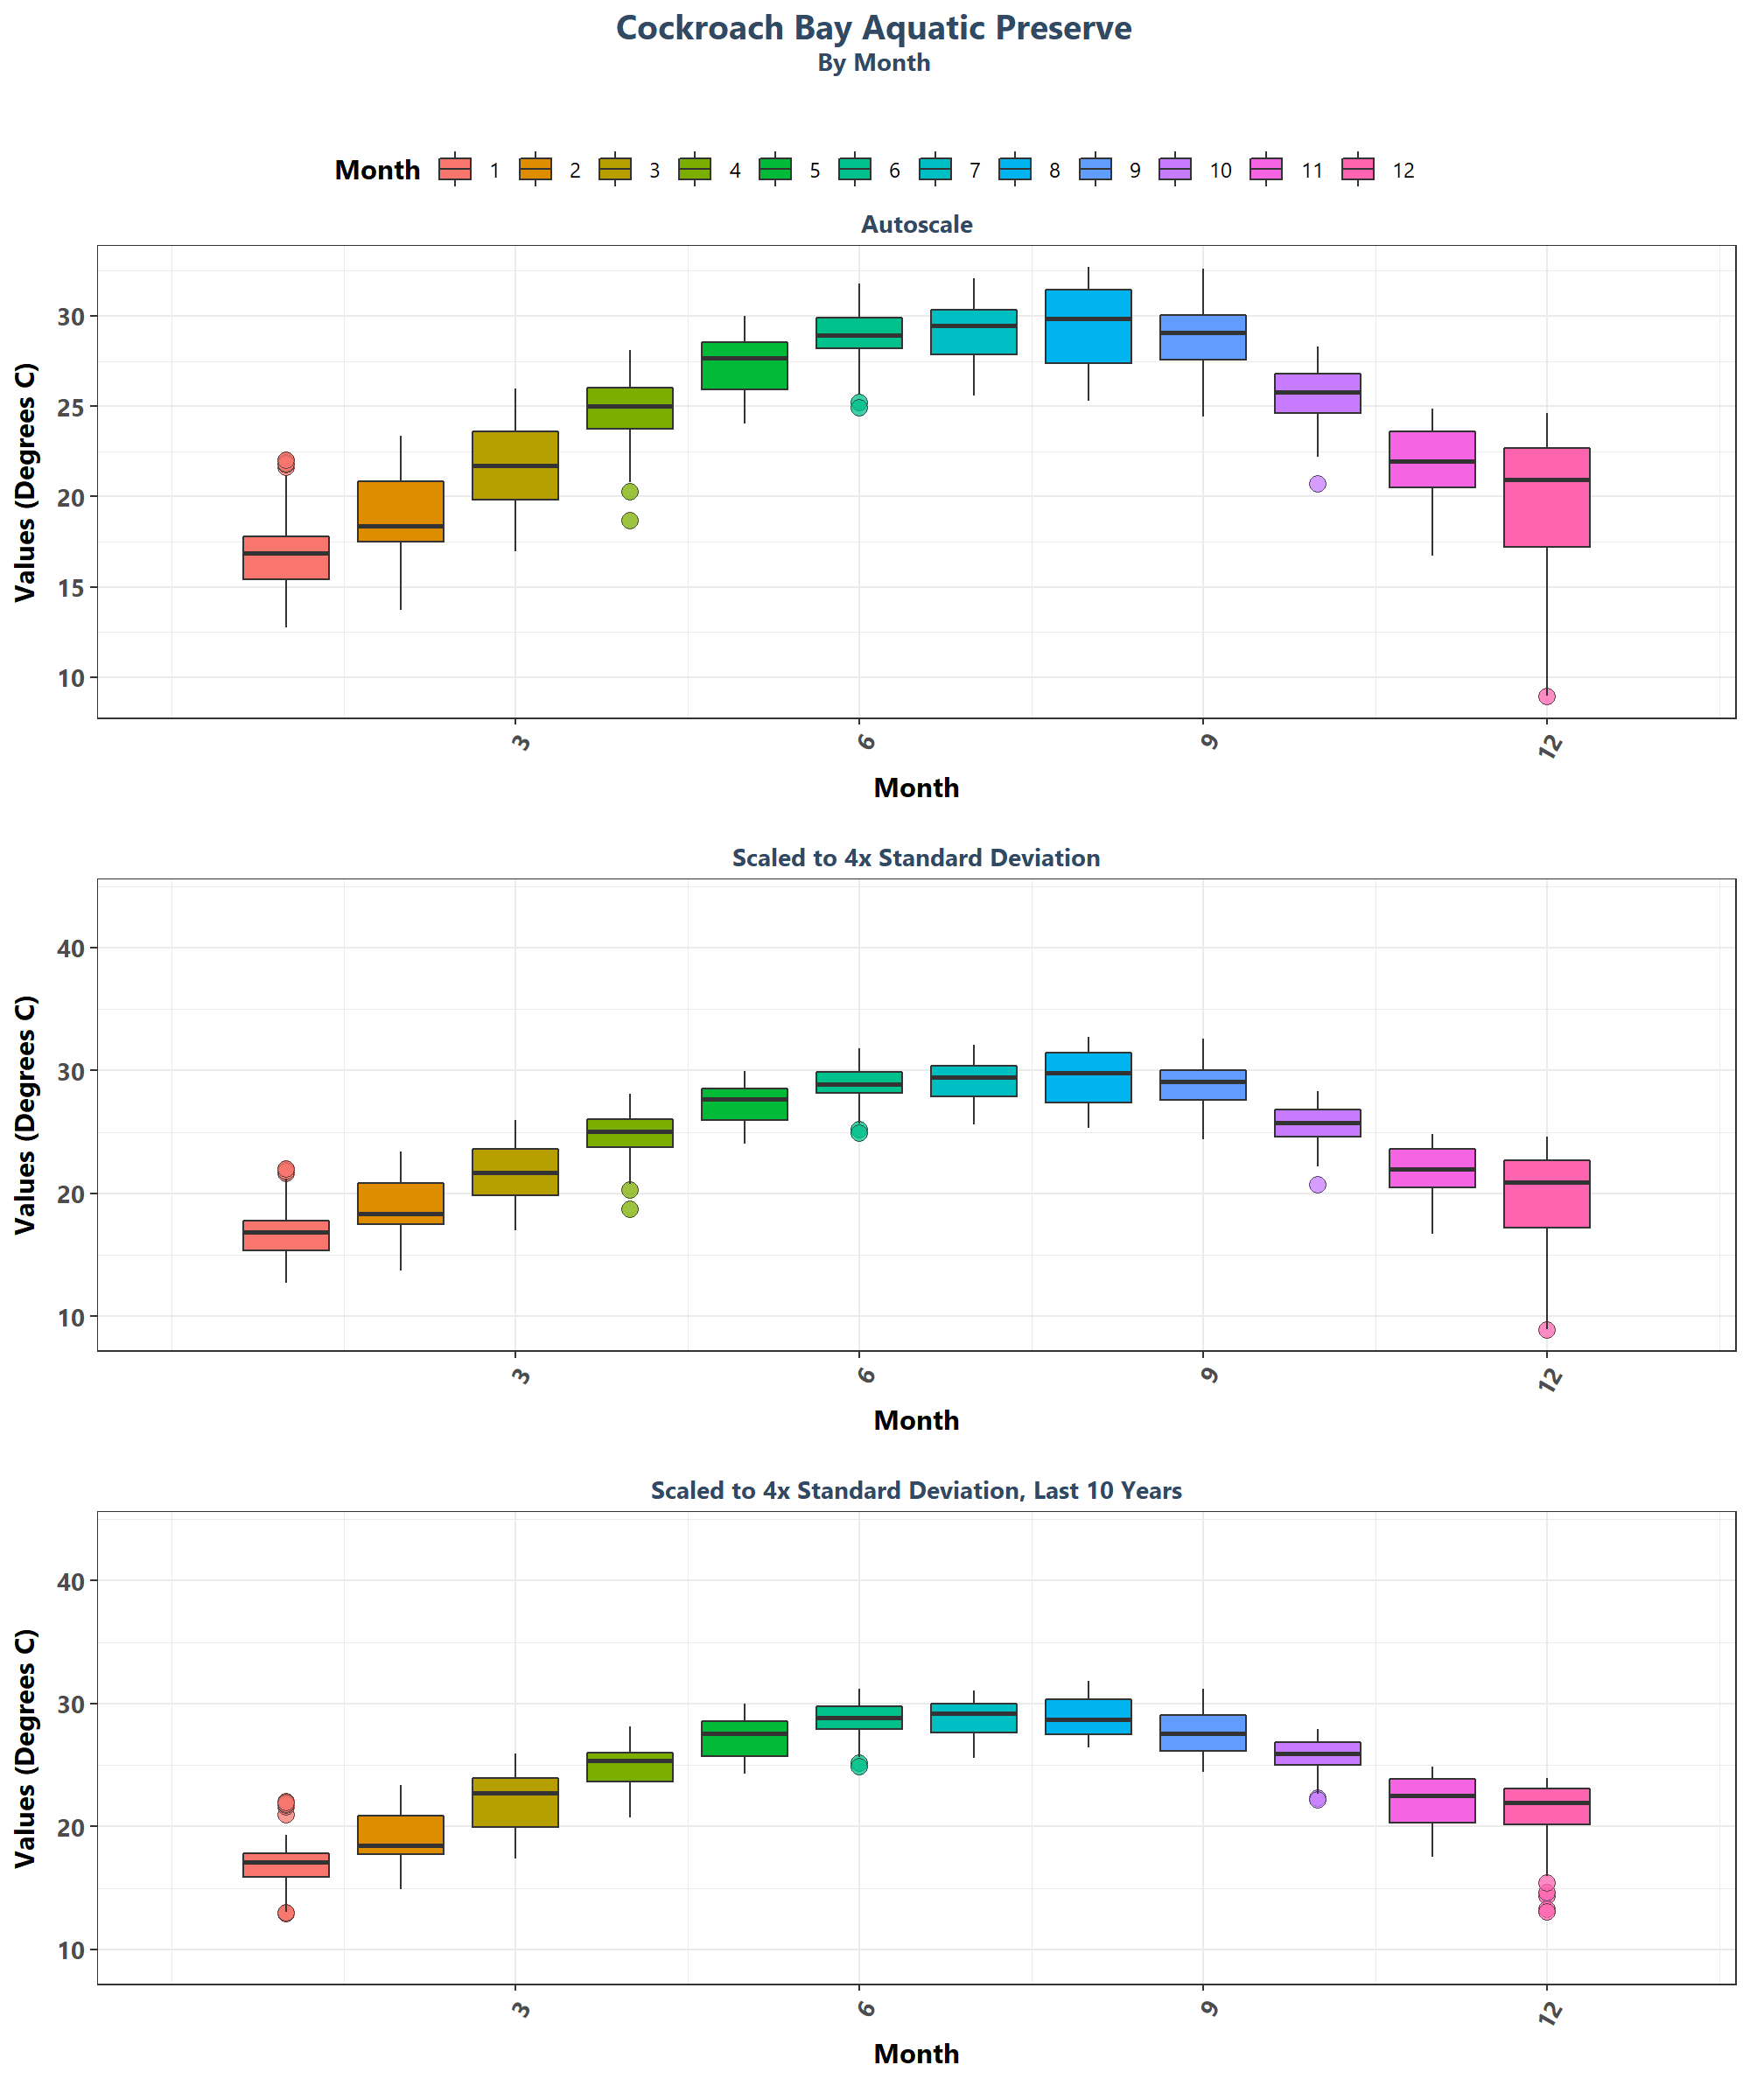 Cockroach Bay Aquatic Preserve
By Month
Month 1 2 3 4 5 6 7 8 9 10 11 12
Autoscale
Values (Degrees C)
30
25
20
15
10
3 6 9 12
Month
Scaled to 4x Standard Deviation
Values (Degrees C)
40
30
20
10
3 6 9 12
Month
Scaled to 4x Standard Deviation, Last 10 Years
Values (Degrees C)
40
30
20
10
3 6 9 12
Month